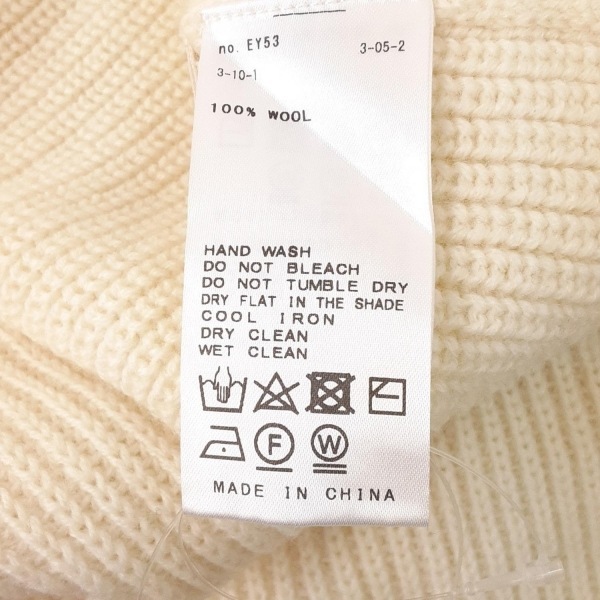 no. EY53 3-05-2
3-10-1
100% WOOL
HAND WASH
DO NOT BLEACH
DO NOT TUMBLE DRY
DRY FLAT IN THE SHADE
COOL IRON
DRY CLEAN
WET CLEAN
F W
MADE IN CHINA